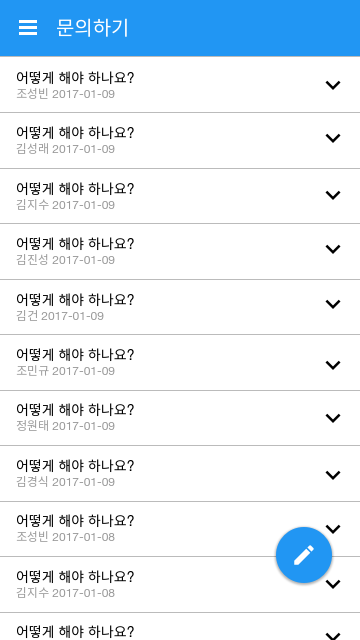 문의하기
어떻게 해야 하나요?
조성빈 2017-01-09
어떻게 해야 하나요?
김성래 2017-01-09
어떻게 해야 하나요?
김지수 2017-01-09
어떻게 해야 하나요?
김진성 2017-01-09
어떻게 해야 하나요?
김건 2017-01-09
어떻게 해야 하나요?
조민규 2017-01-09
어떻게 해야 하나요?
정원태 2017-01-09
어떻게 해야 하나요?
김경식 2017-01-09
어떻게 해야 하나요?
조성빈 2017-01-08
어떻게 해야 하나요?
김지수 2017-01-08
어떻게 해야 하나요?